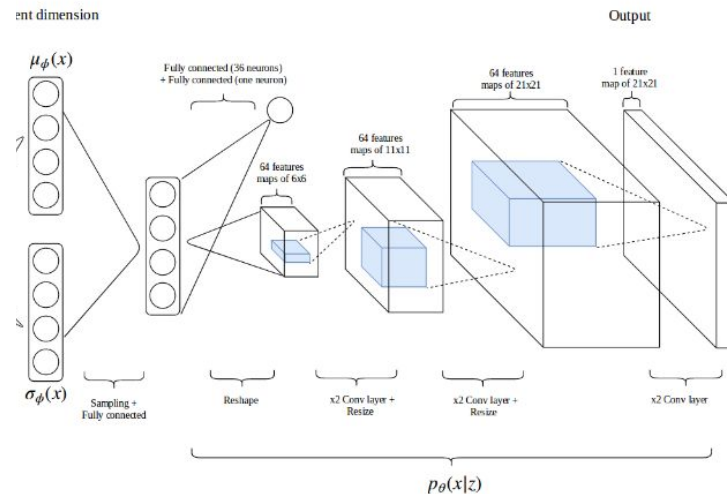 ent dimension
Output
μϕ(x)
Fully connected (36 neurons)
+ Fully connected (one neuron)
64 features
maps of 21x21
1 feature
map of 21x21
64 features
maps of 11x11
64 features
maps of 6x6
σϕ(x)
Sampling +
Fully connected
Reshape
x2 Conv layer +
Resize
x2 Conv layer +
Resize
x2 Conv layer
pθ(x|z)